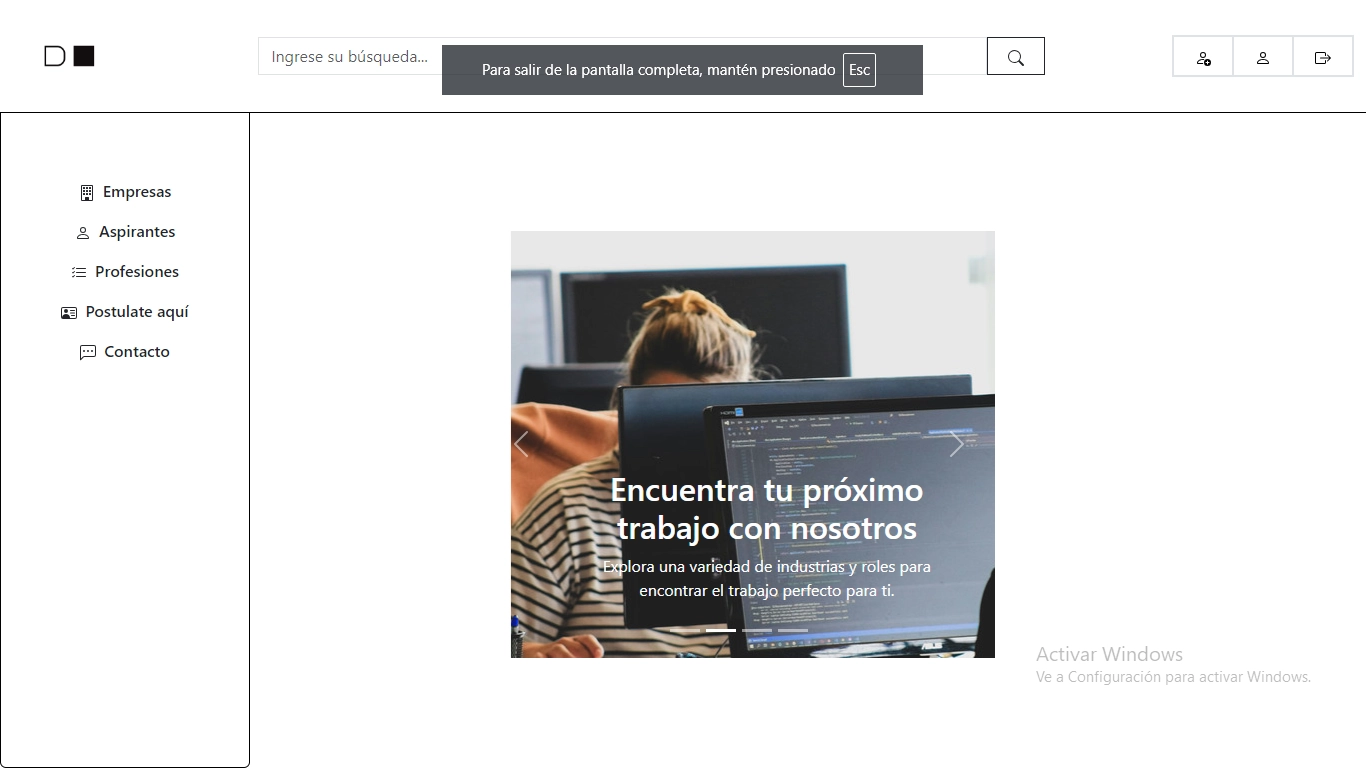 D
Ingrese su búsqueda...
Para salir de la pantalla completa, mantén presionado Esc
Empresas
Aspirantes
Profesiones
Postulate aquí
Contacto
Encuentra tu próximo
trabajo con nosotros
Explora una variedad de industrias y roles para
encontrar el trabajo perfecto para ti.
Activar Windows
Ve a Configuración para activar Windows.